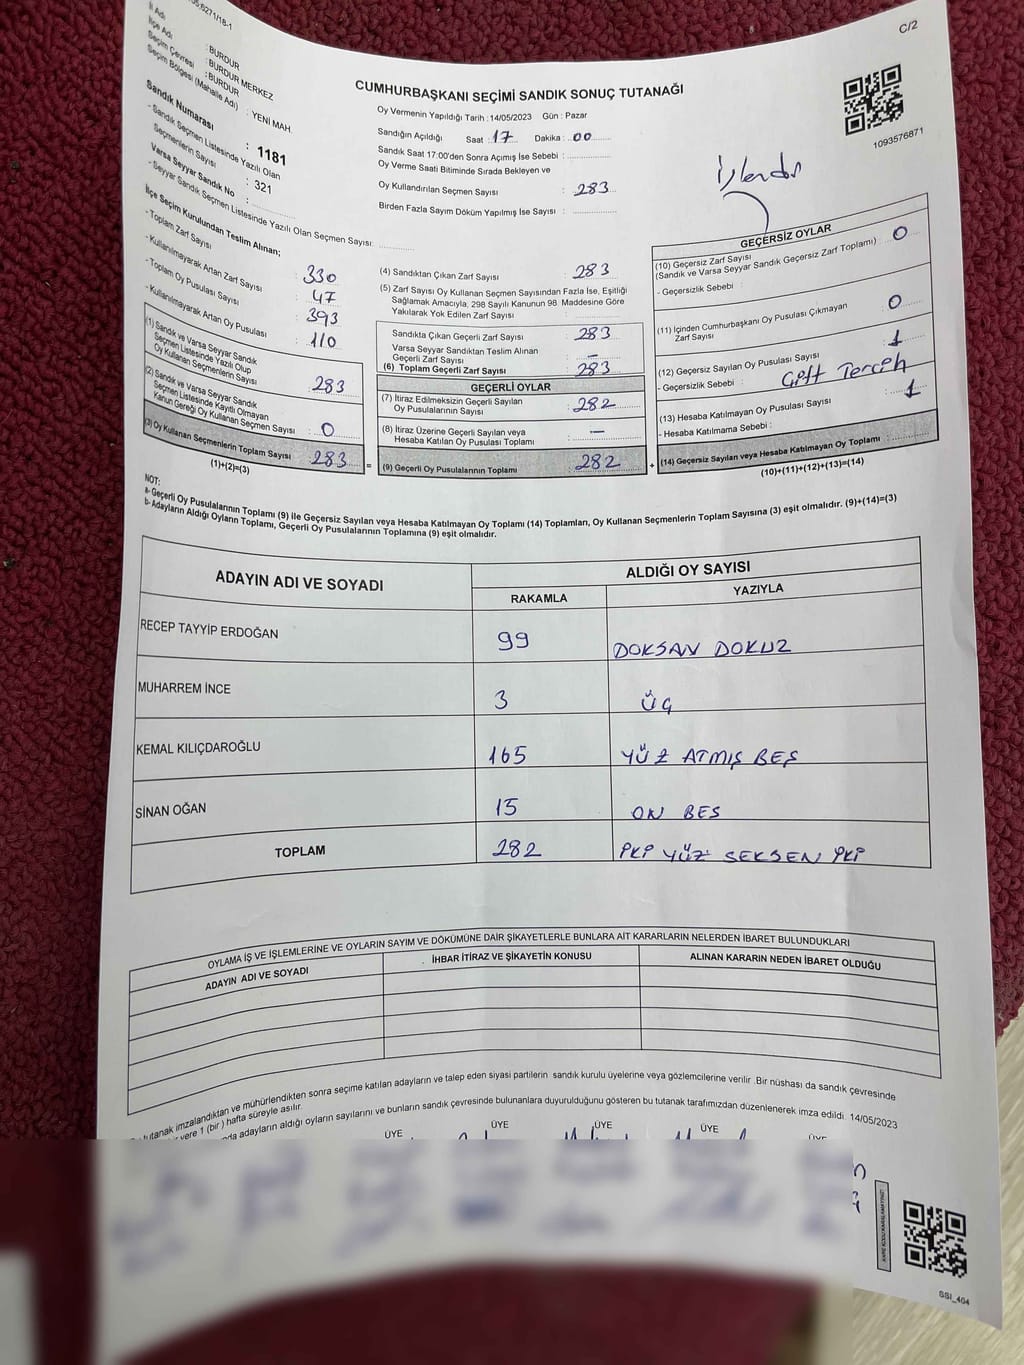 C/2
İl Adı : BURDUR
İlçe Adı : BURDUR MERKEZ
Seçim Çevresi : BURDUR
Seçim Bölgesi (Mahalle Adı) : YENİ MAH.
Sandık Numarası : 1181
- Sandık Seçmen Listesinde Yazılı Olan
Seçmenlerin Sayısı : 321
Varsa Seyyar Sandık No :
- Seyyar Sandık Seçmen Listesinde Yazılı Olan Seçmen Sayısı:
İlçe Seçim Kurulundan Teslim Alınan;
- Toplam Zarf Sayısı : 330
- Kullanılmayarak Artan Zarf Sayısı : 47
- Toplam Oy Pusulası Sayısı : 393
- Kullanılmayarak Artan Oy Pusulası : 110
(1) Sandık ve Varsa Seyyar Sandık
Seçmen Listesinde Yazılı Olup
Oy Kullanan Seçmenlerin Sayısı : 283
(2) Sandık ve Varsa Seyyar Sandık
Seçmen Listesinde Kayıtlı Olmayan
Kanun Gereği Oy Kullanan Seçmen Sayısı : 0
(3) Oy Kullanan Seçmenlerin Toplam Sayısı 283
(1)+(2)=(3)
CUMHURBAŞKANI SEÇİMİ SANDIK SONUÇ TUTANAĞI
Oy Vermenin Yapıldığı Tarih : 14/05/2023 Gün : Pazar
Sandığın Açıldığı Saat : 17 Dakika : 00
Sandık Saat 17:00'den Sonra Açımış İse Sebebi :
Oy Verme Saati Bitiminde Sırada Bekleyen ve
Oy Kullandırılan Seçmen Sayısı : 283
Birden Fazla Sayım Döküm Yapılmış İse Sayısı :
(4) Sandıktan Çıkan Zarf Sayısı : 283
(5) Zarf Sayısı Oy Kullanan Seçmen Sayısından Fazla İse, Eşitliği
Sağlamak Amacıyla, 298 Sayılı Kanunun 98. Maddesine Göre
Yakılarak Yok Edilen Zarf Sayısı :
Sandıkta Çıkan Geçerli Zarf Sayısı : 283
Varsa Seyyar Sandıktan Teslim Alınan
Geçerli Zarf Sayısı : —
(6) Toplam Geçerli Zarf Sayısı : 283
GEÇERLİ OYLAR
(7) İtiraz Edilmeksizin Geçerli Sayılan
Oy Pusulalarının Sayısı : 282
(8) İtiraz Üzerine Geçerli Sayılan veya
Hesaba Katılan Oy Pusulası Toplamı : —
= (9) Geçerli Oy Pusulalarının Toplamı : 282
1093576871
İşlendi
GEÇERSİZ OYLAR
(10) Geçersiz Zarf Sayısı
(Sandık ve Varsa Seyyar Sandık Geçersiz Zarf Toplamı) : 0
- Geçersizlik Sebebi :
(11) İçinden Cumhurbaşkanı Oy Pusulası Çıkmayan
Zarf Sayısı : 0
(12) Geçersiz Sayılan Oy Pusulası Sayısı : 1
- Geçersizlik Sebebi : Çift Tercih
(13) Hesaba Katılmayan Oy Pusulası Sayısı : 1
- Hesaba Katılmama Sebebi :
+ (14) Geçersiz Sayılan veya Hesaba Katılmayan Oy Toplamı :
(10)+(11)+(12)+(13)=(14)
NOT:
a- Geçerli Oy Pusulalarının Toplamı (9) ile Geçersiz Sayılan veya Hesaba Katılmayan Oy Toplamı (14) Toplamları, Oy Kullanan Seçmenlerin Toplam Sayısına (3) eşit olmalıdır. (9)+(14)=(3)
b- Adayların Aldığı Oyların Toplamı, Geçerli Oy Pusulalarının Toplamına (9) eşit olmalıdır.
ADAYIN ADI VE SOYADI
ALDIĞI OY SAYISI
RAKAMLA YAZIYLA
RECEP TAYYİP ERDOĞAN 99 DOKSAN DOKUZ
MUHARREM İNCE 3 ÜÇ
KEMAL KILIÇDAROĞLU 165 YÜZ ATMIŞ BEŞ
SİNAN OĞAN 15 ON BES
TOPLAM 282 İKİ YÜZ SEKSEN İKİ
OYLAMA İŞ VE İŞLEMLERİNE VE OYLARIN SAYIM VE DÖKÜMÜNE DAİR ŞİKAYETLERLE BUNLARA AİT KARARLARIN NELERDEN İBARET BULUNDUKLARI
ADAYIN ADI VE SOYADI İHBAR İTİRAZ VE ŞİKAYETİN KONUSU ALINAN KARARIN NEDEN İBARET OLDUĞU
tutanak imzalandıktan ve mühürlendikten sonra seçime katılan adayların ve talep eden siyasi partilerin sandık kurulu üyelerine veya gözlemcilerine verilir .Bir nüshası da sandık çevresinde
yere 1 (bir) hafta süreyle asılır.
adayların aldığı oyların sayılarını ve bunların sandık çevresinde bulunanlara duyurulduğunu gösteren bu tutanak tarafımızdan düzenlenerek imza edildi. 14/05/2023
ÜYE ÜYE ÜYE ÜYE
SSI_404